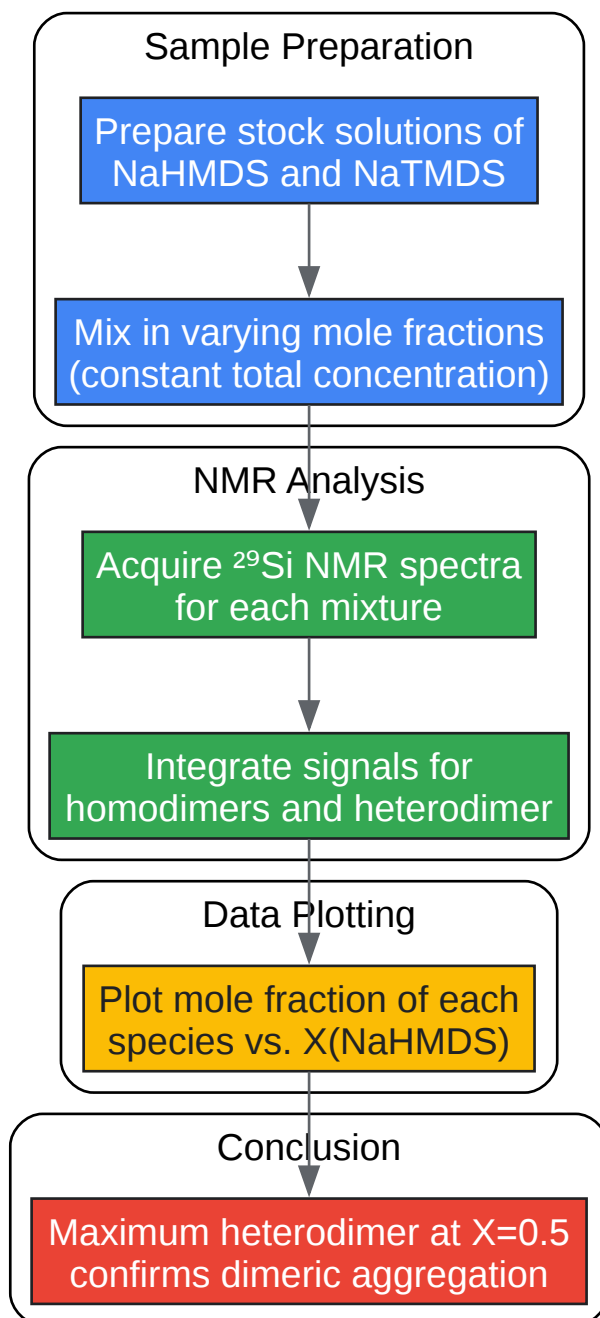 Sample Preparation
Prepare stock solutions of
NaHMDS and NaTMDS
Mix in varying mole fractions
(constant total concentration)
NMR Analysis
Acquire ²⁹Si NMR spectra
for each mixture
Integrate signals for
homodimers and heterodimer
Data Plotting
Plot mole fraction of each
species vs. X(NaHMDS)
Conclusion
Maximum heterodimer at X=0.5
confirms dimeric aggregation